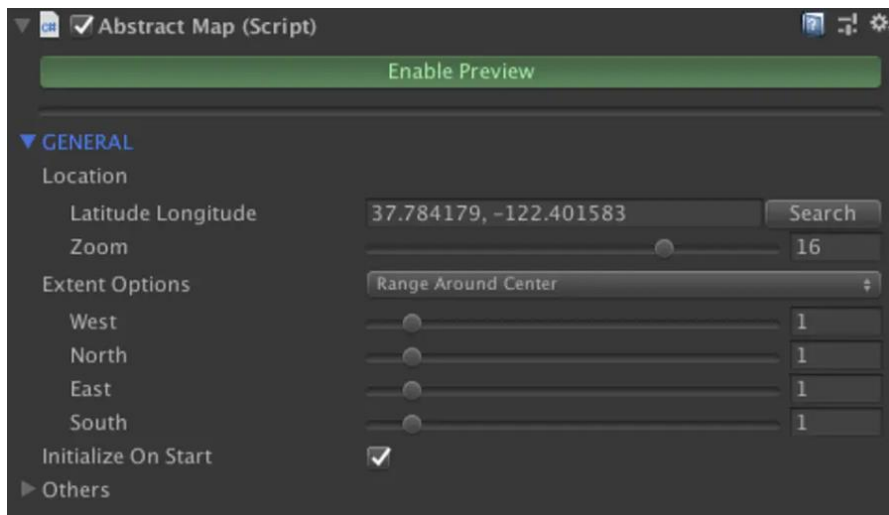 C# Abstract Map (Script)
Enable Preview
GENERAL
Location
Latitude Longitude 37.784179, -122.401583 Search
Zoom 16
Extent Options Range Around Center
West 1
North 1
East 1
South 1
Initialize On Start
Others